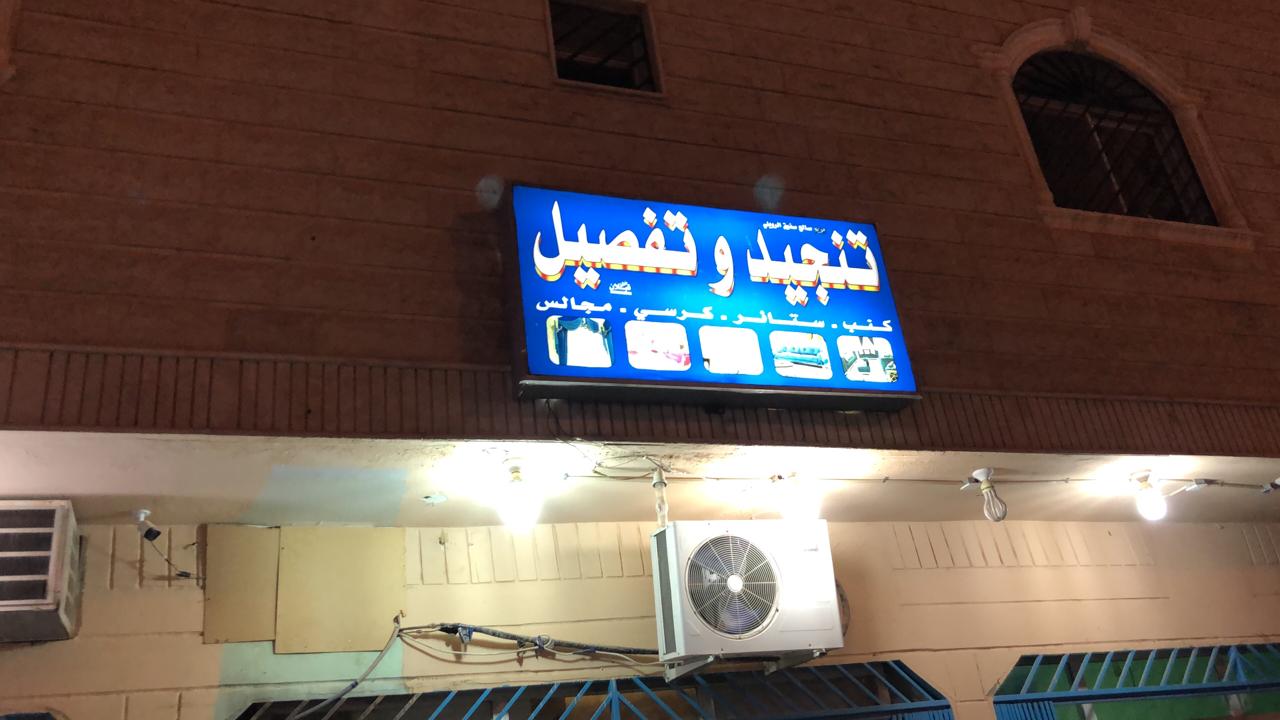 تنجيد و تفصيل
كنب . ستائر . كرسي . مجالس